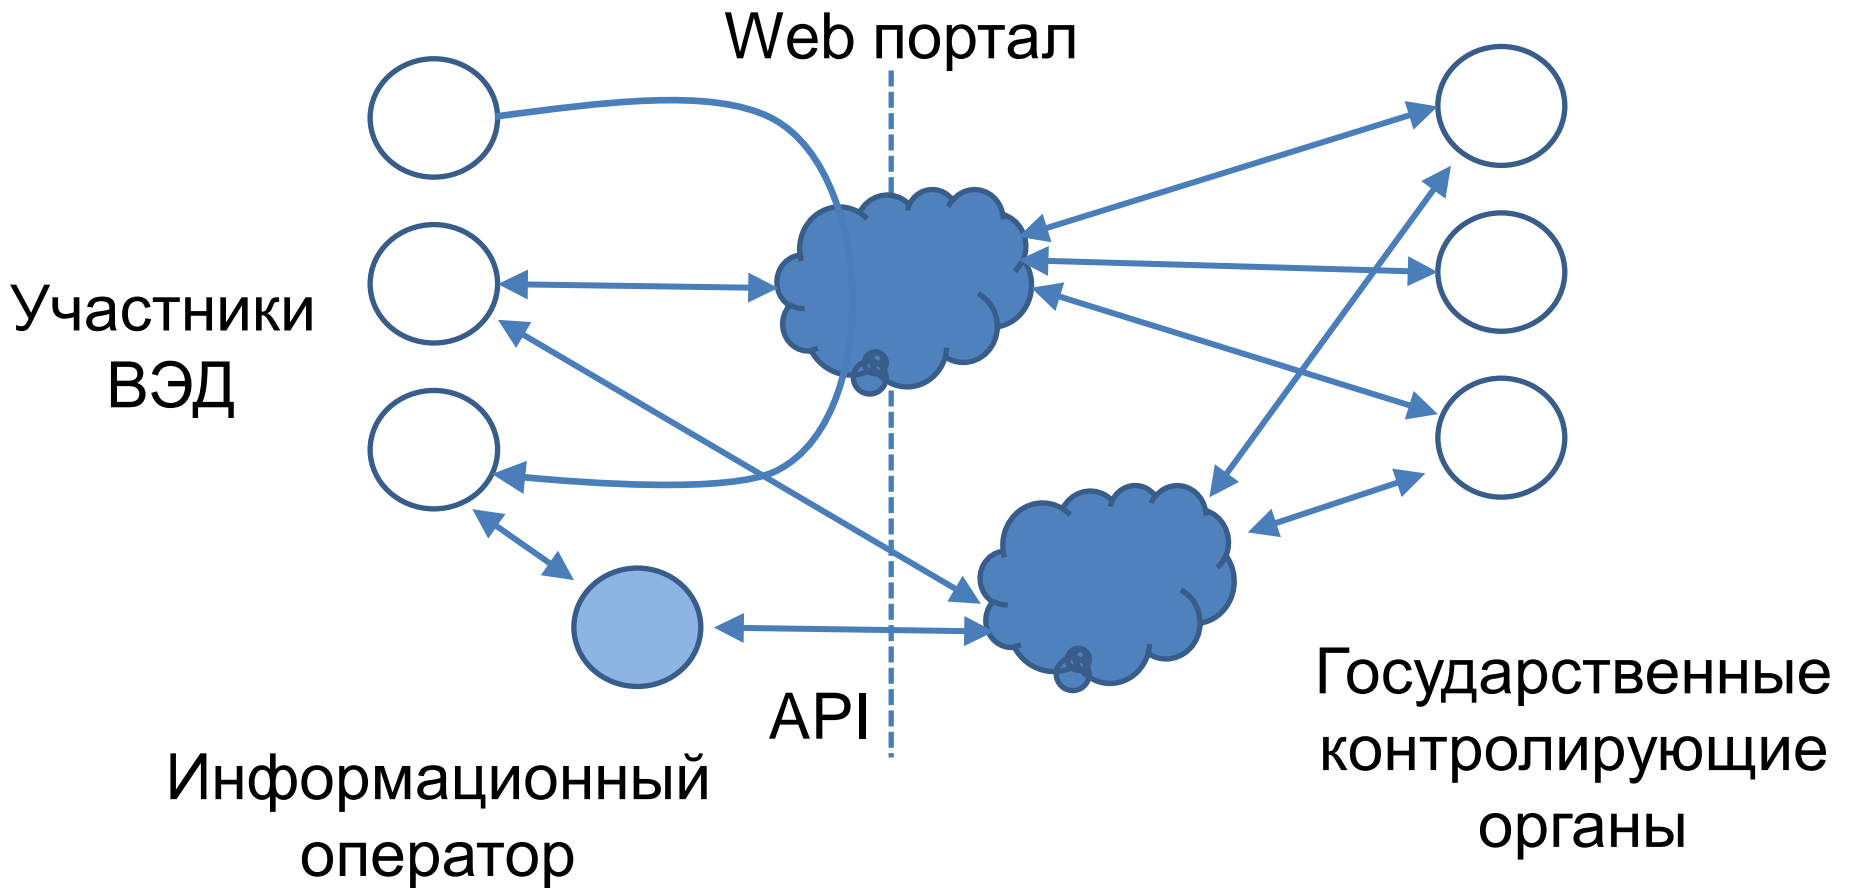 Web портал
Участники
ВЭД
API
Информационный
оператор
Государственные
контролирующие
органы